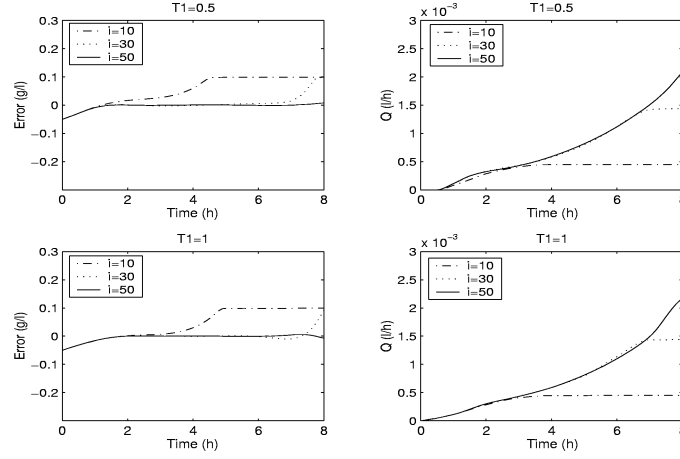 T1=0.5
i=10
i=30
i=50
Error (g/l)
0.3
0.2
0.1
0
−0.1
−0.2
0 2 4 6 8
Time (h)
T1=0.5
x 10⁻³
i=10
i=30
i=50
Q (l/h)
3
2.5
2
1.5
1
0.5
0
0 2 4 6 8
Time (h)
T1=1
i=10
i=30
i=50
Error (g/l)
0.3
0.2
0.1
0
−0.1
−0.2
0 2 4 6 8
Time (h)
T1=1
x 10⁻³
i=10
i=30
i=50
Q (l/h)
3
2.5
2
1.5
1
0.5
0
0 2 4 6 8
Time (h)